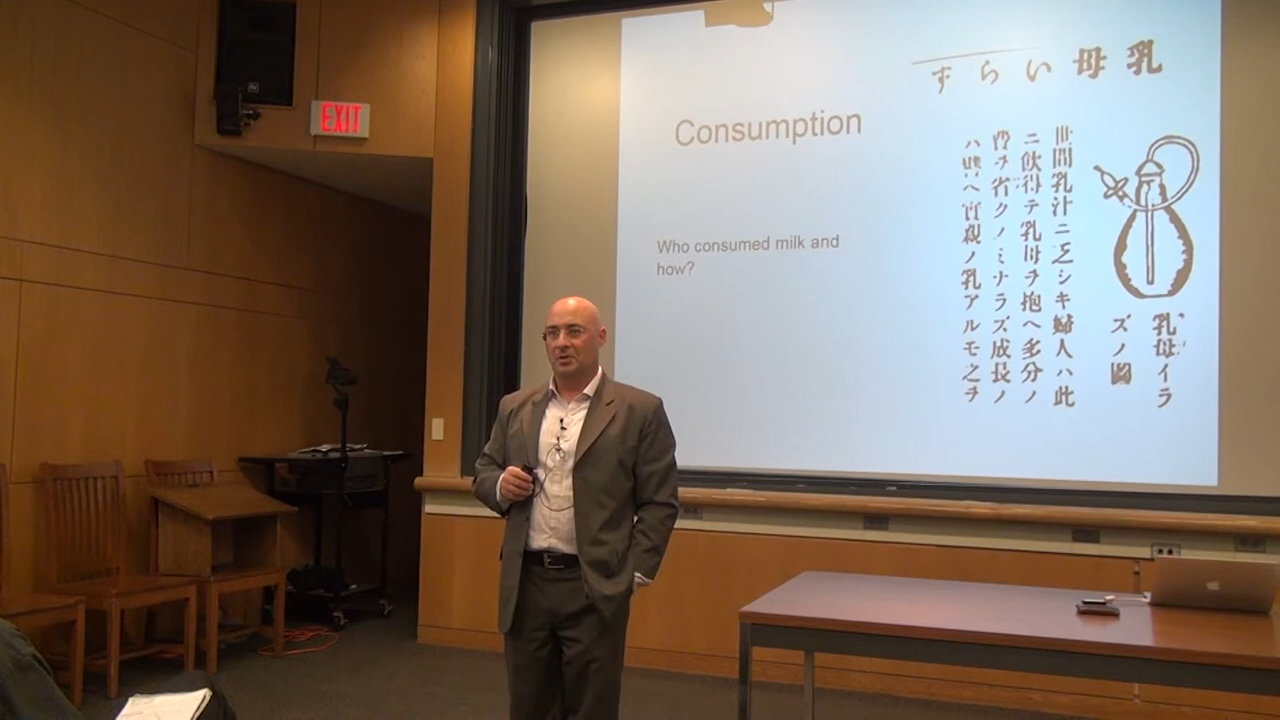 EXIT
Consumption
Who consumed milk and
how?
乳母いらす
乳母イラ
ズノ圖
世間乳汁ニ乏シキ婦人ハ此
ニ飲得テ乳母ヲ抱ヘ多分ノ
費ヲ省クノミナラズ成長ノ
ハ ヘ實親ノ乳アルモ之ヲ